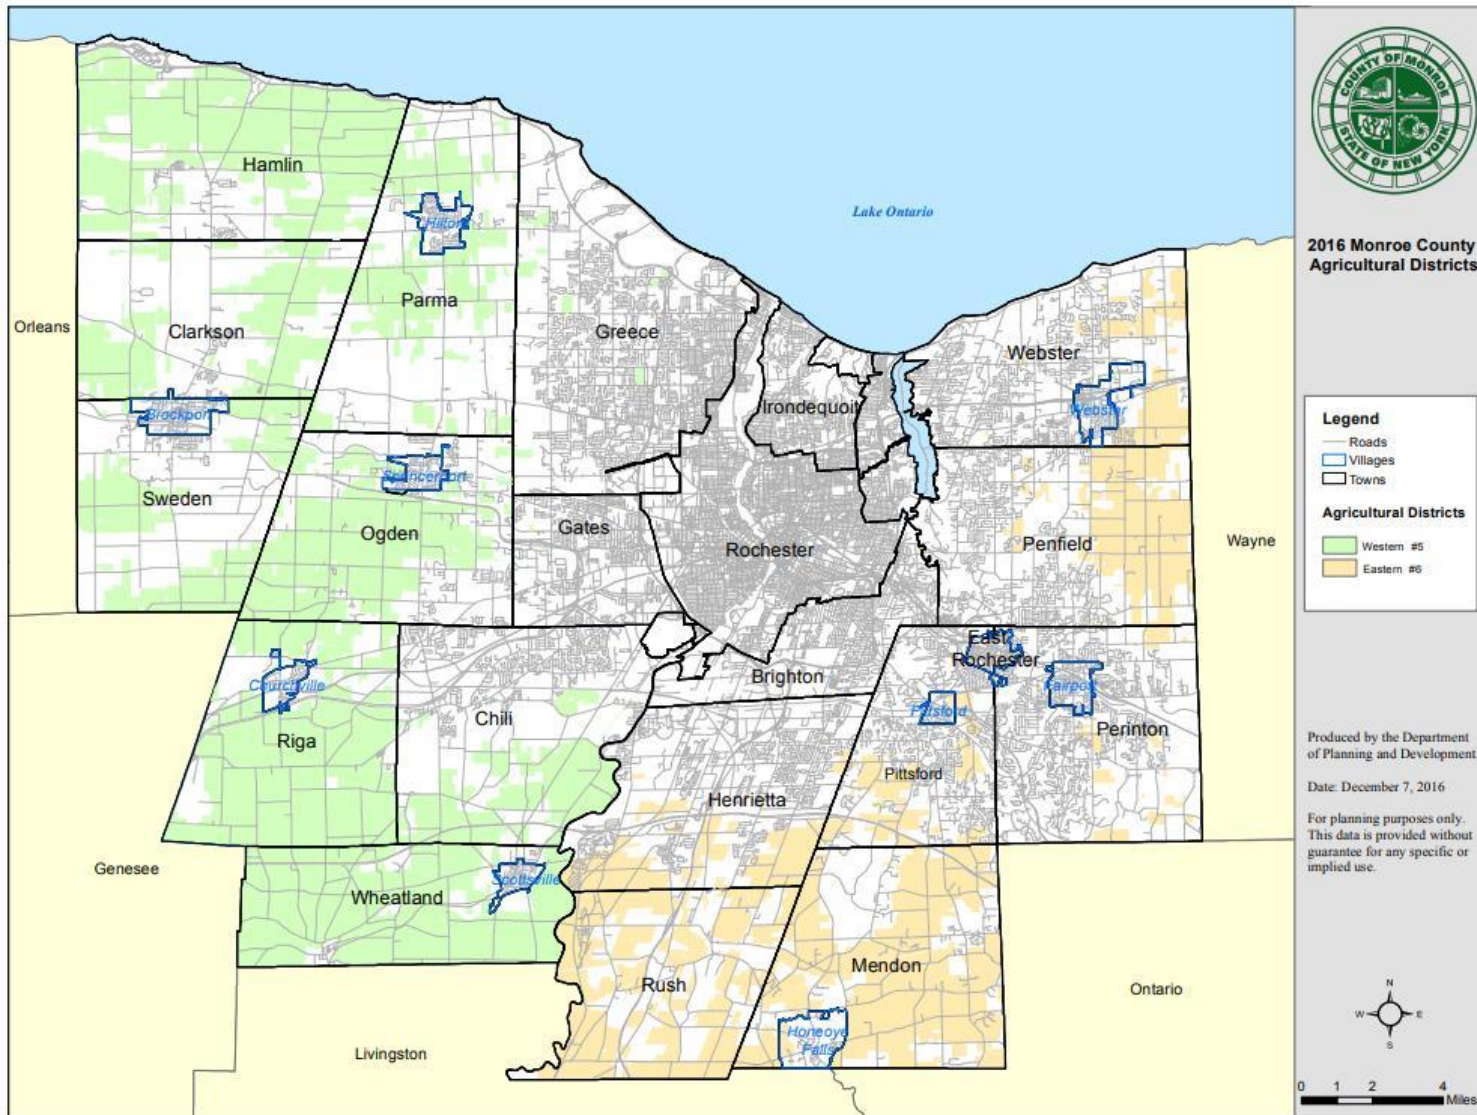 COUNTY OF MONROE
STATE OF NEW YORK
2016 Monroe County
Agricultural Districts
Legend
Roads
Villages
Towns
Agricultural Districts
Western #5
Eastern #6
Produced by the Department
of Planning and Development
Date: December 7, 2016
For planning purposes only.
This data is provided without
guarantee for any specific or
implied use.
N
W E
S
0 1 2 4
Miles
Lake Ontario
Hamlin
Hilton
Parma
Orleans
Clarkson
Greece
Webster
Brockport
Irondequoit
Webster
Sweden
Spencerport
Ogden
Gates
Rochester
Penfield
Wayne
East
Rochester
Churchville
Brighton
Fairport
Pittsford
Riga
Chili
Perinton
Pittsford
Henrietta
Genesee
Scottsville
Wheatland
Mendon
Rush
Ontario
Honeoye
Falls
Livingston